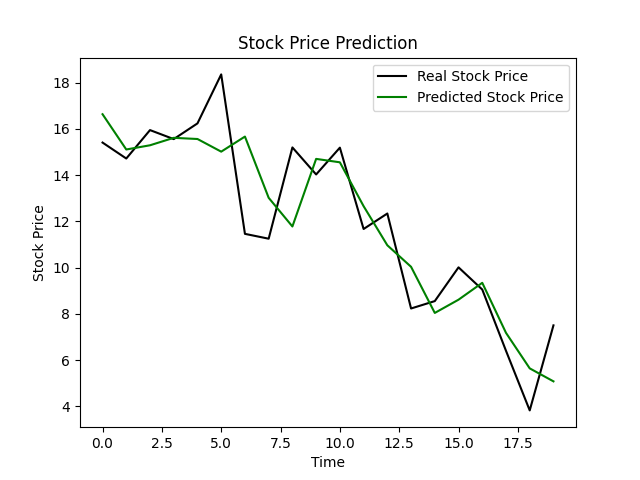 Stock Price Prediction
Real Stock Price
Predicted Stock Price
Stock Price
18
16
14
12
10
8
6
4
0.0 2.5 5.0 7.5 10.0 12.5 15.0 17.5
Time